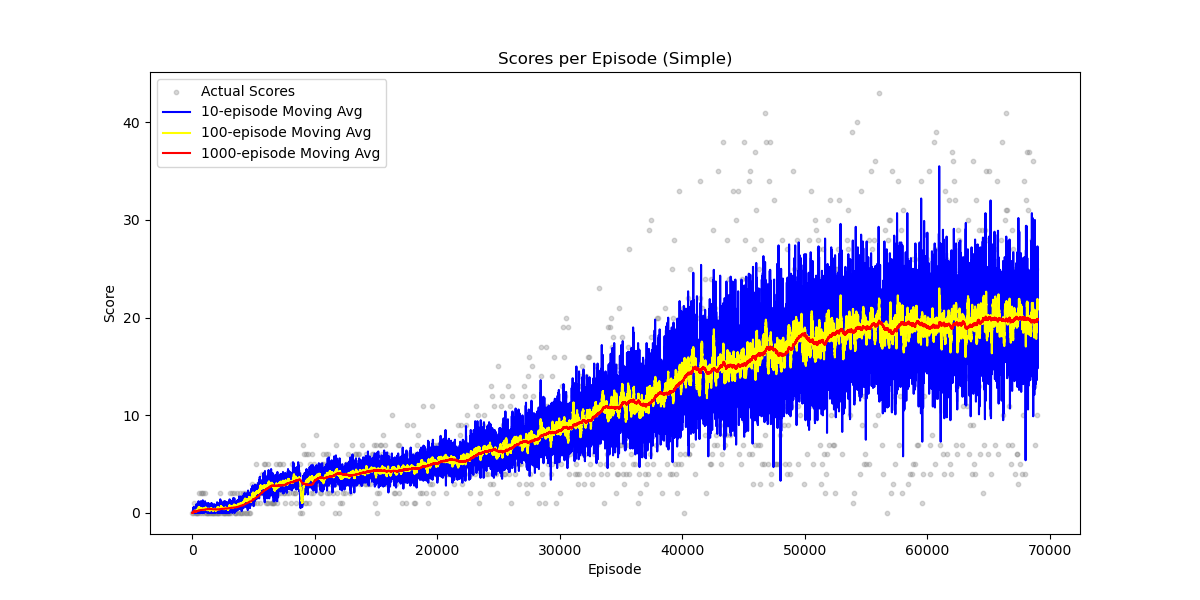 Scores per Episode (Simple)
Actual Scores
10-episode Moving Avg
100-episode Moving Avg
1000-episode Moving Avg
40
30
20
10
0
Score
0 10000 20000 30000 40000 50000 60000 70000
Episode